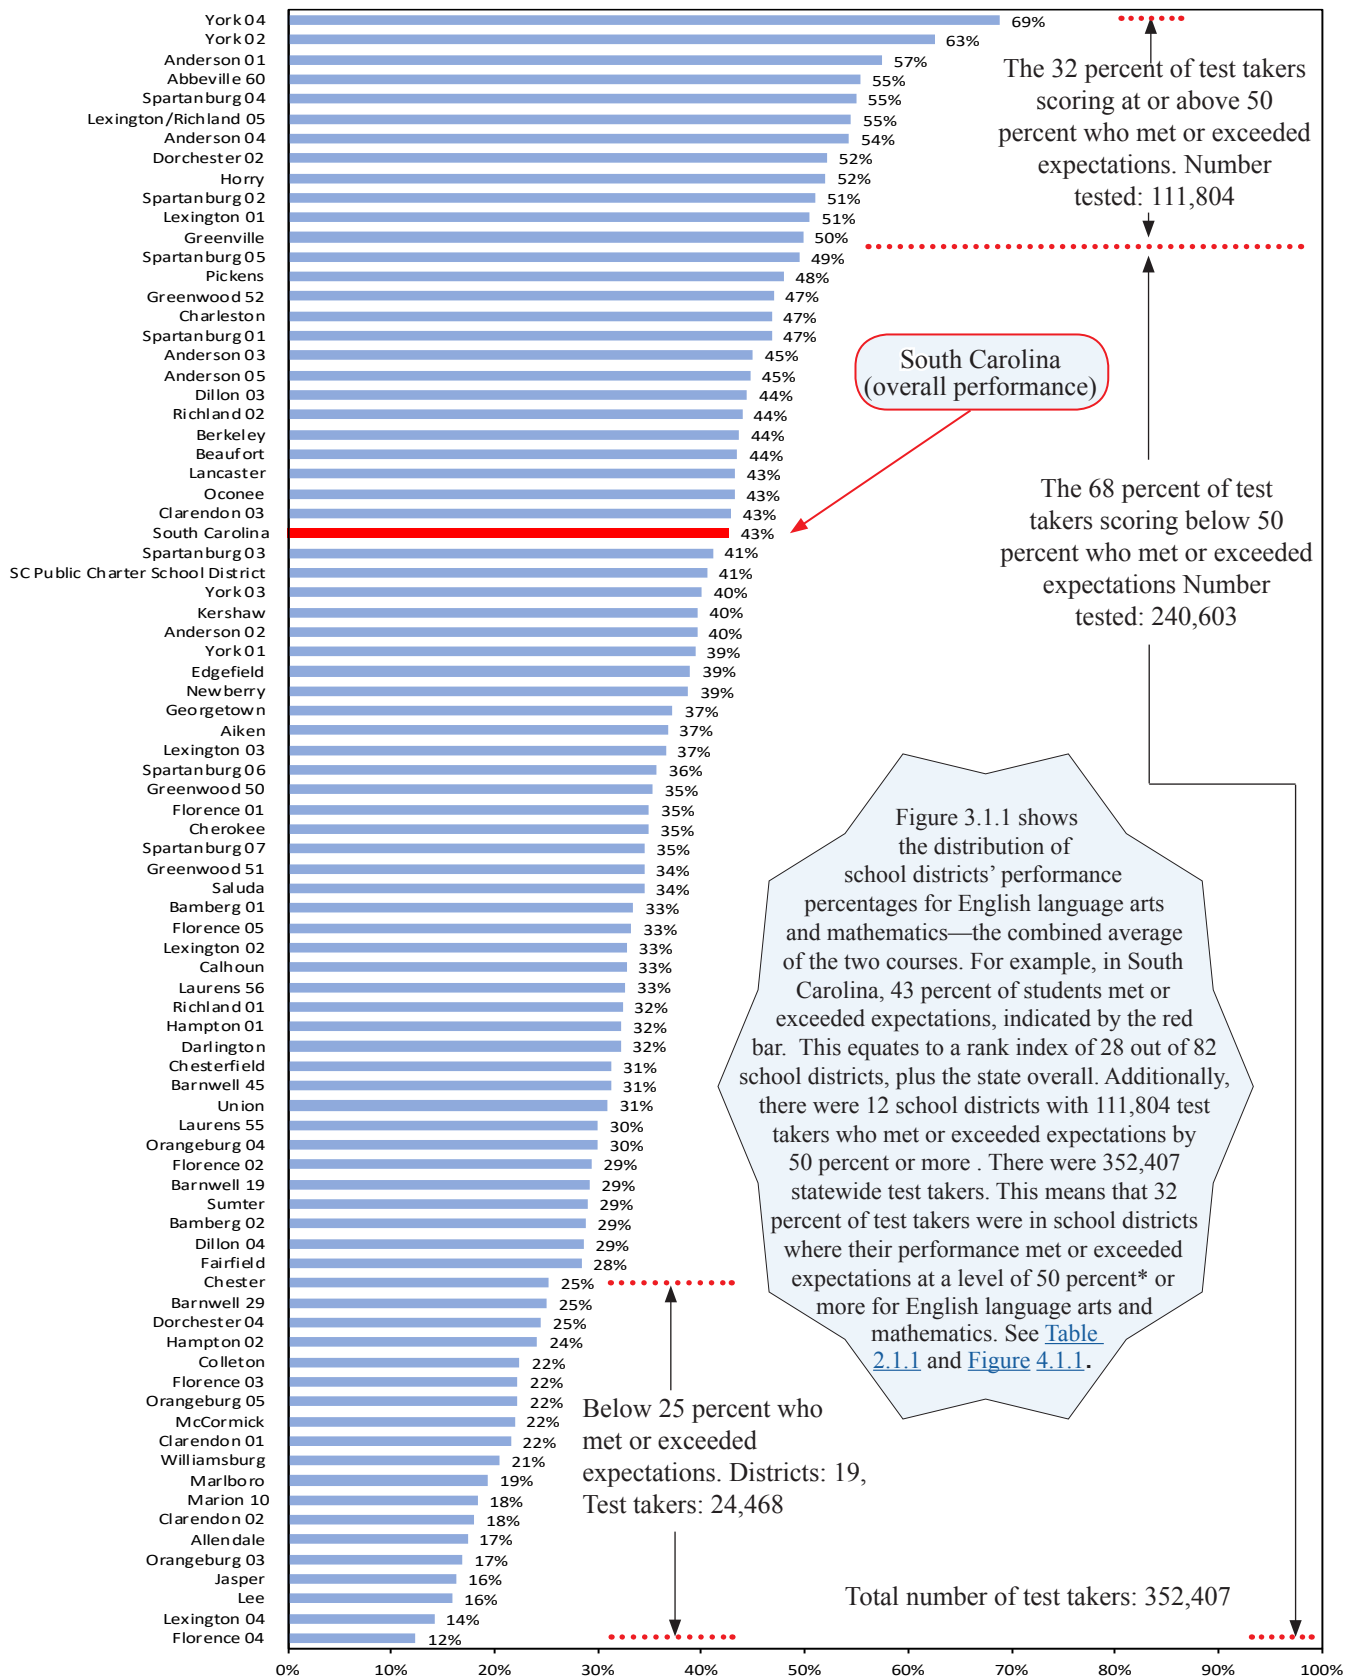 York 04 69%
York 02 63%
Anderson 01 57%
Abbeville 60 55%
Spartanburg 04 55%
Lexington/Richland 05 55%
Anderson 04 54%
Dorchester 02 52%
Horry 52%
Spartanburg 02 51%
Lexington 01 51%
Greenville 50%
Spartanburg 05 49%
Pickens 48%
Greenwood 52 47%
Charleston 47%
Spartanburg 01 47%
Anderson 03 45%
Anderson 05 45%
Dillon 03 44%
Richland 02 44%
Berkeley 44%
Beaufort 44%
Lancaster 43%
Oconee 43%
Clarendon 03 43%
South Carolina 43%
Spartanburg 03 41%
SC Public Charter School District 41%
York 03 40%
Kershaw 40%
Anderson 02 40%
York 01 39%
Edgefield 39%
Newberry 39%
Georgetown 37%
Aiken 37%
Lexington 03 37%
Spartanburg 06 36%
Greenwood 50 35%
Florence 01 35%
Cherokee 35%
Spartanburg 07 35%
Greenwood 51 34%
Saluda 34%
Bamberg 01 33%
Florence 05 33%
Lexington 02 33%
Calhoun 33%
Laurens 56 33%
Richland 01 32%
Hampton 01 32%
Darlington 32%
Chesterfield 31%
Barnwell 45 31%
Union 31%
Laurens 55 30%
Orangeburg 04 30%
Florence 02 29%
Barnwell 19 29%
Sumter 29%
Bamberg 02 29%
Dillon 04 29%
Fairfield 28%
Chester 25%
Barnwell 29 25%
Dorchester 04 25%
Hampton 02 24%
Colleton 22%
Florence 03 22%
Orangeburg 05 22%
McCormick 22%
Clarendon 01 22%
Williamsburg 21%
Marlboro 19%
Marion 10 18%
Clarendon 02 18%
Allendale 17%
Orangeburg 03 17%
Jasper 16%
Lee 16%
Lexington 04 14%
Florence 04 12%
0% 10% 20% 30% 40% 50% 60% 70% 80% 90% 100%
The 32 percent of test takers
scoring at or above 50
percent who met or exceeded
expectations. Number
tested: 111,804
South Carolina
(overall performance)
The 68 percent of test
takers scoring below 50
percent who met or exceeded
expectations Number
tested: 240,603
Figure 3.1.1 shows
the distribution of
school districts’ performance
percentages for English language arts
and mathematics—the combined average
of the two courses. For example, in South
Carolina, 43 percent of students met or
exceeded expectations, indicated by the red
bar. This equates to a rank index of 28 out of 82
school districts, plus the state overall. Additionally,
there were 12 school districts with 111,804 test
takers who met or exceeded expectations by
50 percent or more . There were 352,407
statewide test takers. This means that 32
percent of test takers were in school districts
where their performance met or exceeded
expectations at a level of 50 percent* or
more for English language arts and
mathematics. See Table
2.1.1 and Figure 4.1.1.
Below 25 percent who
met or exceeded
expectations. Districts: 19,
Test takers: 24,468
Total number of test takers: 352,407